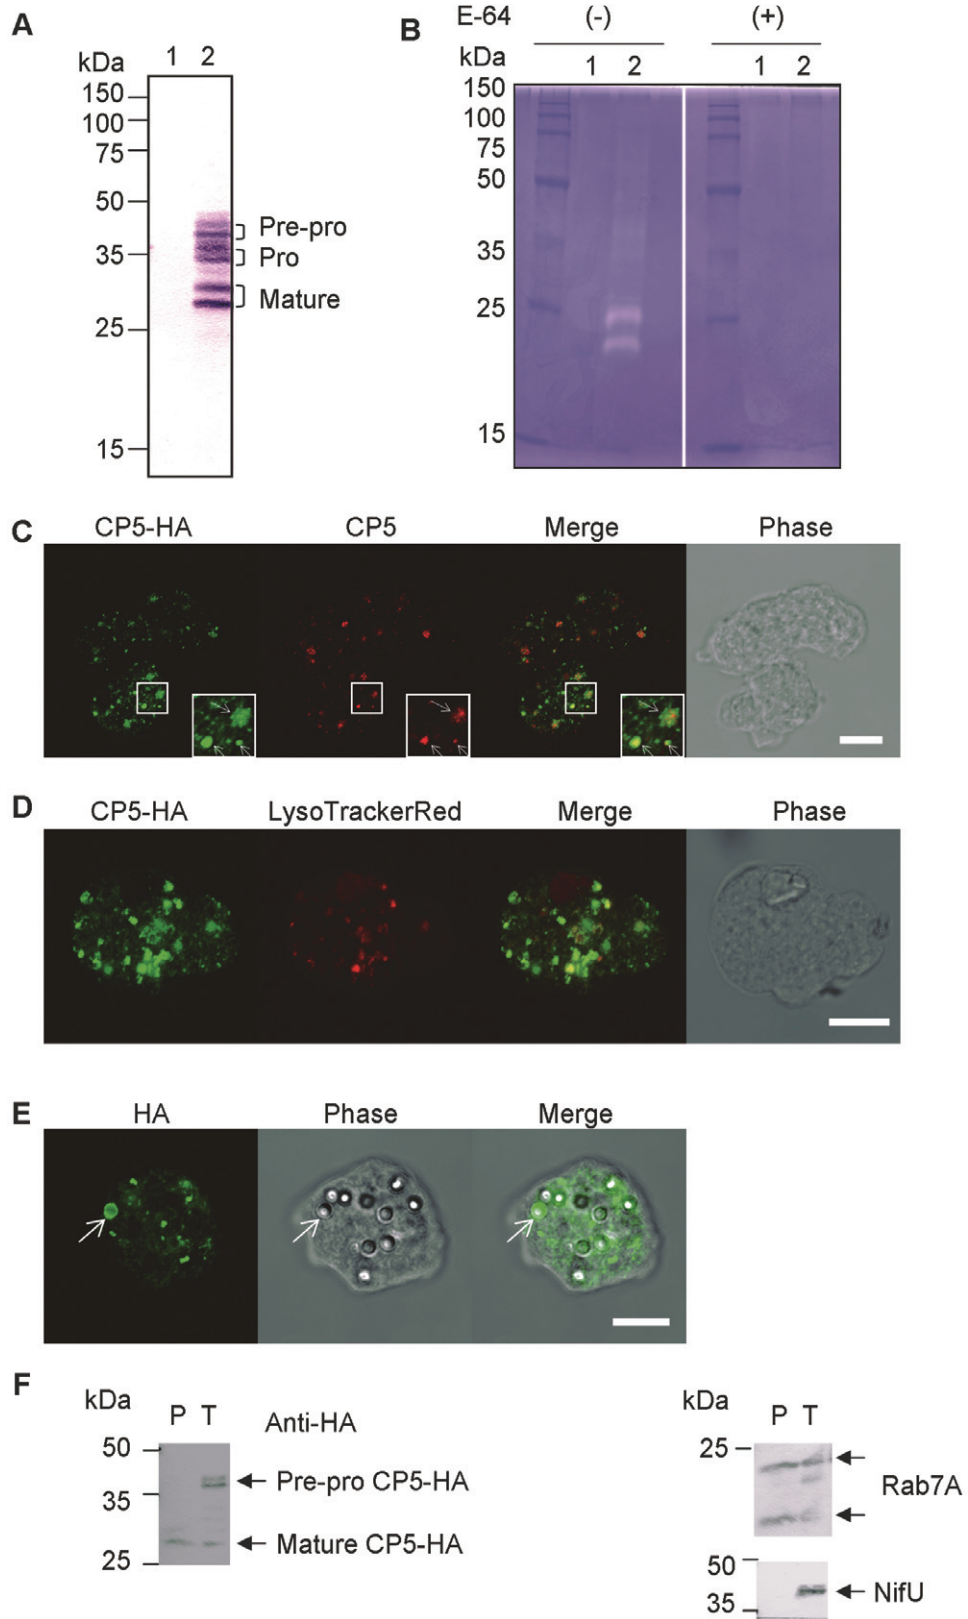 A
kDa
1 2
150
100
75
50
35
25
15
Pre-pro
Pro
Mature
B
E-64 (-) (+)
kDa
1 2 1 2
150
100
75
50
35
25
15
C
CP5-HA CP5 Merge Phase
D
CP5-HA LysoTrackerRed Merge Phase
E
HA Phase Merge
F
kDa
P T
Anti-HA
50
35
25
Pre-pro CP5-HA
Mature CP5-HA
kDa
P T
25
Rab7A
50
35
NifU